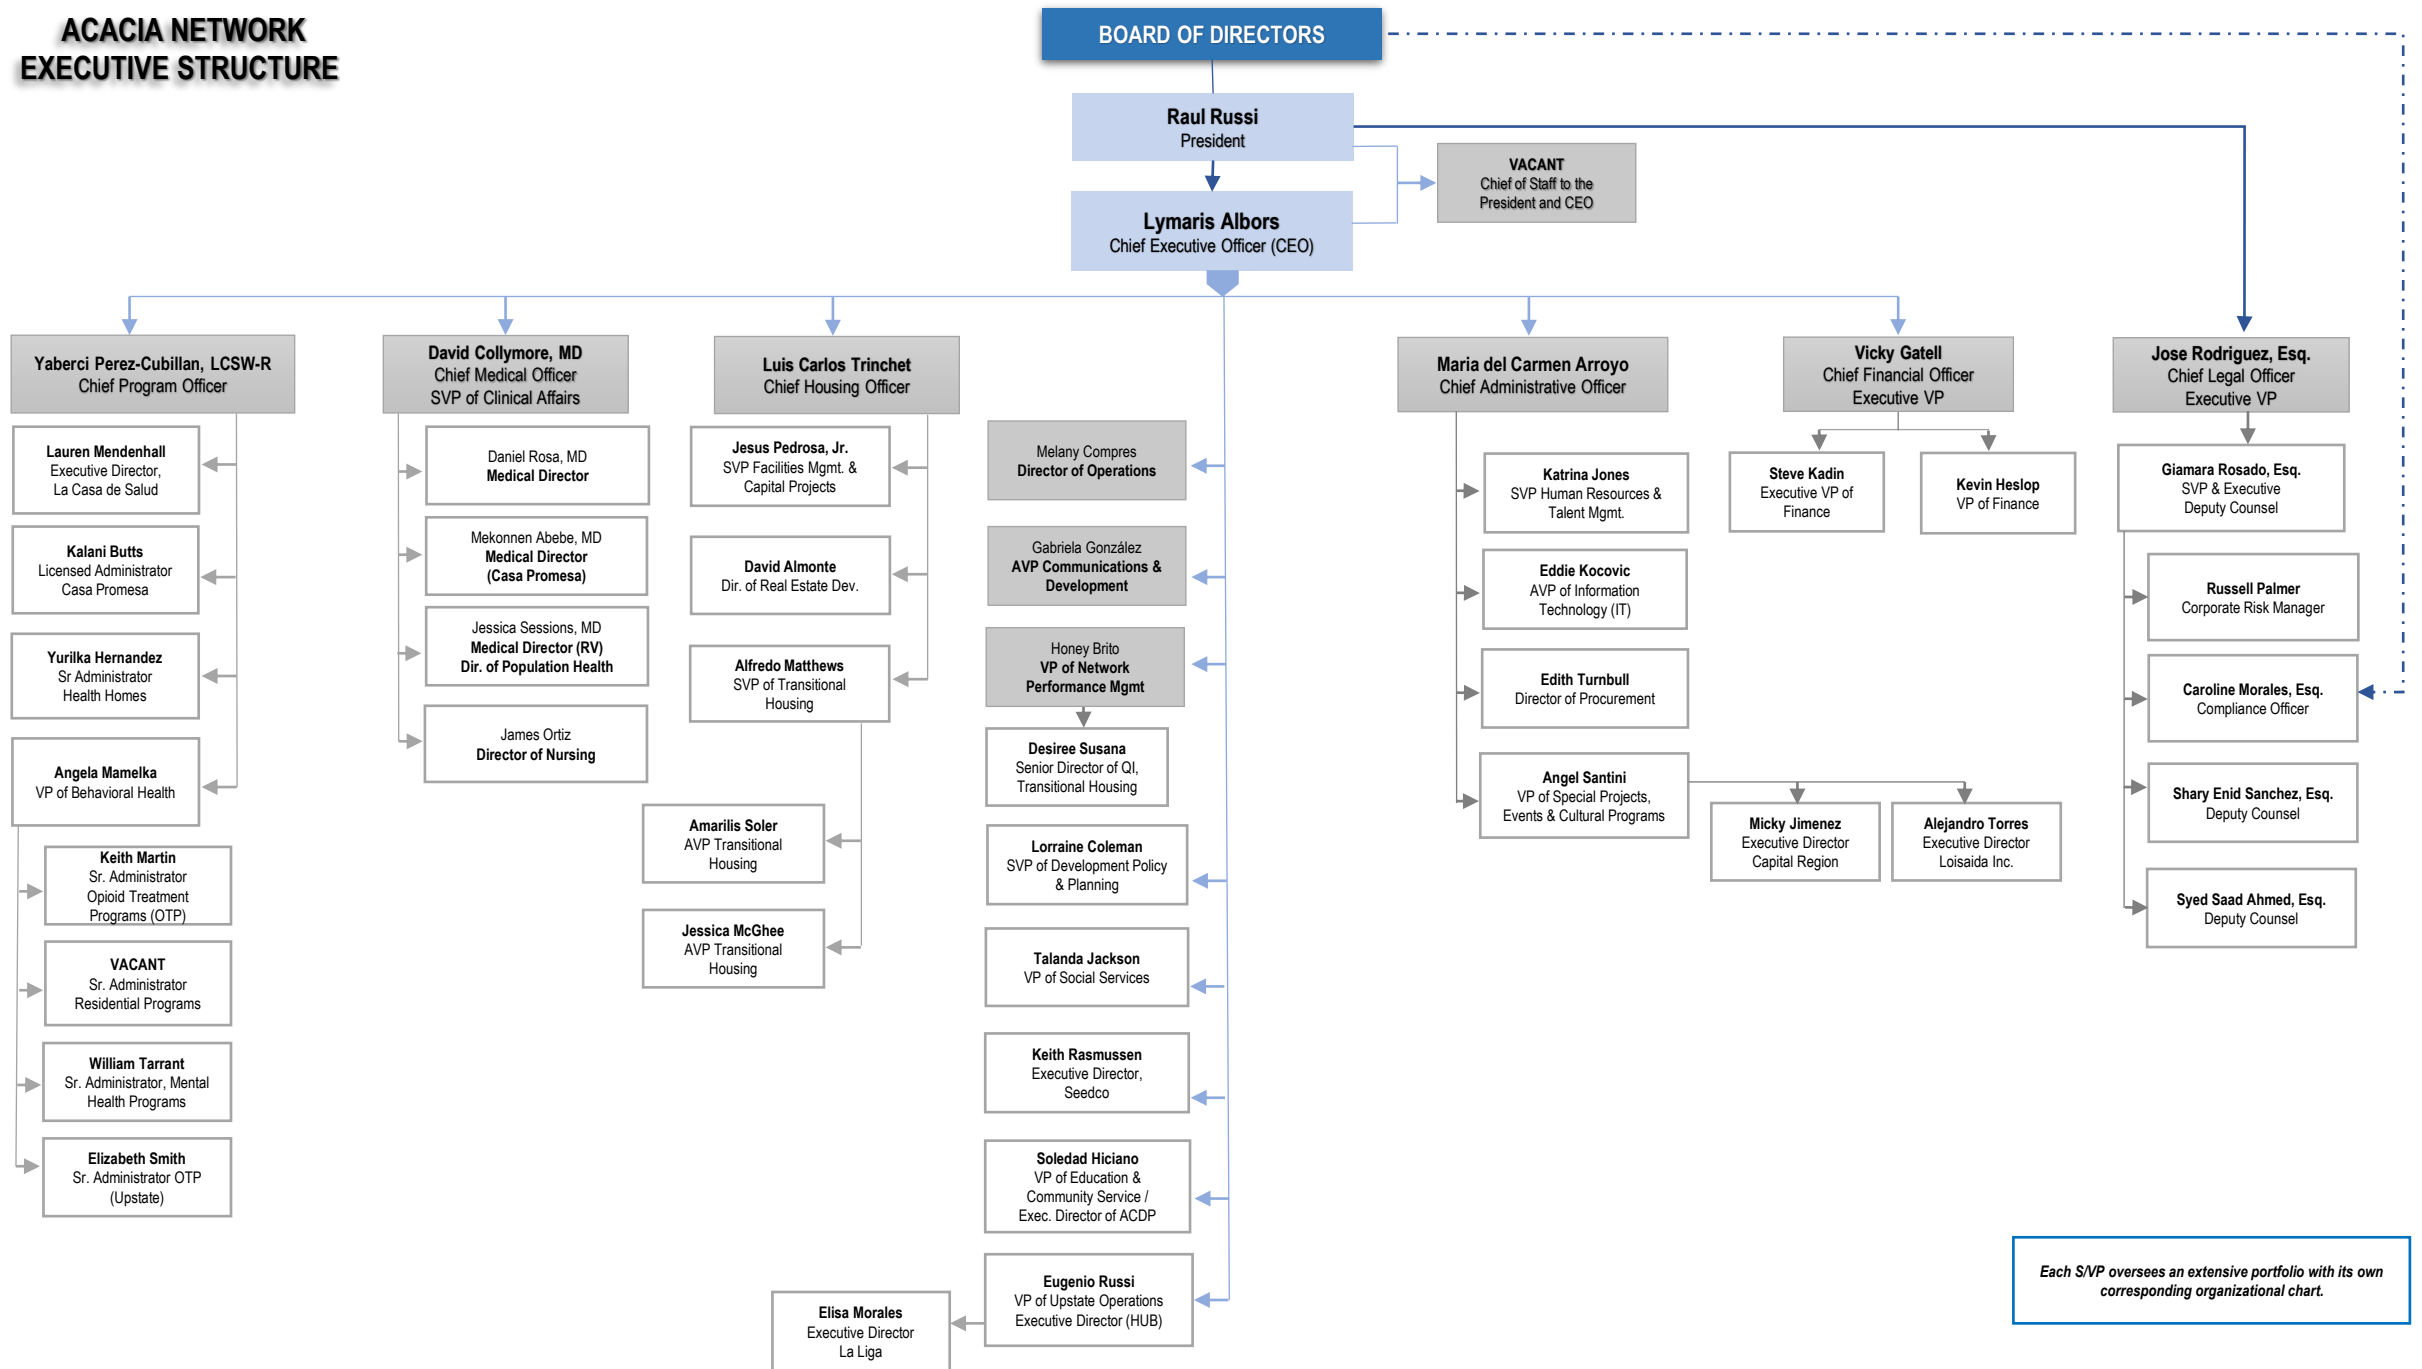 ACACIA NETWORK
EXECUTIVE STRUCTURE
BOARD OF DIRECTORS
Raul Russi
President
VACANT
Chief of Staff to the
President and CEO
Lymaris Albors
Chief Executive Officer (CEO)
Yaberci Perez-Cubillan, LCSW-R
Chief Program Officer
Lauren Mendenhall
Executive Director,
La Casa de Salud
Kalani Butts
Licensed Administrator
Casa Promesa
Yurilka Hernandez
Sr Administrator
Health Homes
Angela Mamelka
VP of Behavioral Health
Keith Martin
Sr. Administrator
Opioid Treatment
Programs (OTP)
VACANT
Sr. Administrator
Residential Programs
William Tarrant
Sr. Administrator, Mental
Health Programs
Elizabeth Smith
Sr. Administrator OTP
(Upstate)
David Collymore, MD
Chief Medical Officer
SVP of Clinical Affairs
Daniel Rosa, MD
Medical Director
Mekonnen Abebe, MD
Medical Director
(Casa Promesa)
Jessica Sessions, MD
Medical Director (RV)
Dir. of Population Health
James Ortiz
Director of Nursing
Luis Carlos Trinchet
Chief Housing Officer
Jesus Pedrosa, Jr.
SVP Facilities Mgmt. &
Capital Projects
David Almonte
Dir. of Real Estate Dev.
Alfredo Matthews
SVP of Transitional
Housing
Amarilis Soler
AVP Transitional
Housing
Jessica McGhee
AVP Transitional
Housing
Melany Compres
Director of Operations
Gabriela González
AVP Communications &
Development
Honey Brito
VP of Network
Performance Mgmt
Desiree Susana
Senior Director of QI,
Transitional Housing
Lorraine Coleman
SVP of Development Policy
& Planning
Talanda Jackson
VP of Social Services
Keith Rasmussen
Executive Director,
Seedco
Soledad Hiciano
VP of Education &
Community Service /
Exec. Director of ACDP
Eugenio Russi
VP of Upstate Operations
Executive Director (HUB)
Elisa Morales
Executive Director
La Liga
Maria del Carmen Arroyo
Chief Administrative Officer
Katrina Jones
SVP Human Resources &
Talent Mgmt.
Eddie Kocovic
AVP of Information
Technology (IT)
Edith Turnbull
Director of Procurement
Angel Santini
VP of Special Projects,
Events & Cultural Programs
Micky Jimenez
Executive Director
Capital Region
Alejandro Torres
Executive Director
Loisaida Inc.
Vicky Gatell
Chief Financial Officer
Executive VP
Steve Kadin
Executive VP of
Finance
Kevin Heslop
VP of Finance
Jose Rodriguez, Esq.
Chief Legal Officer
Executive VP
Giamara Rosado, Esq.
SVP & Executive
Deputy Counsel
Russell Palmer
Corporate Risk Manager
Caroline Morales, Esq.
Compliance Officer
Shary Enid Sanchez, Esq.
Deputy Counsel
Syed Saad Ahmed, Esq.
Deputy Counsel
Each S/VP oversees an extensive portfolio with its own
corresponding organizational chart.